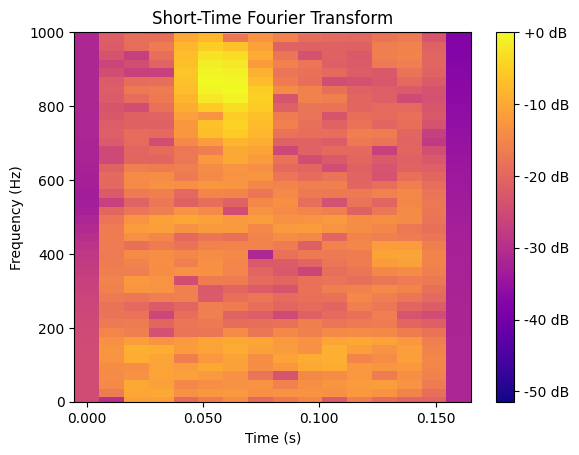 Short-Time Fourier Transform
1000
800
600
400
200
0
Frequency (Hz)
0.000
0.050
0.100
0.150
Time (s)
+0 dB
-10 dB
-20 dB
-30 dB
-40 dB
-50 dB